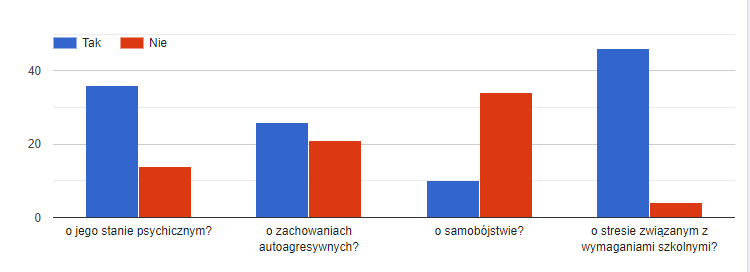 Tak Nie
40
20
0
o jego stanie psychicznym?
o zachowaniach
autoagresywnych?
o samobójstwie?
o stresie związanym z
wymaganiami szkolnymi?